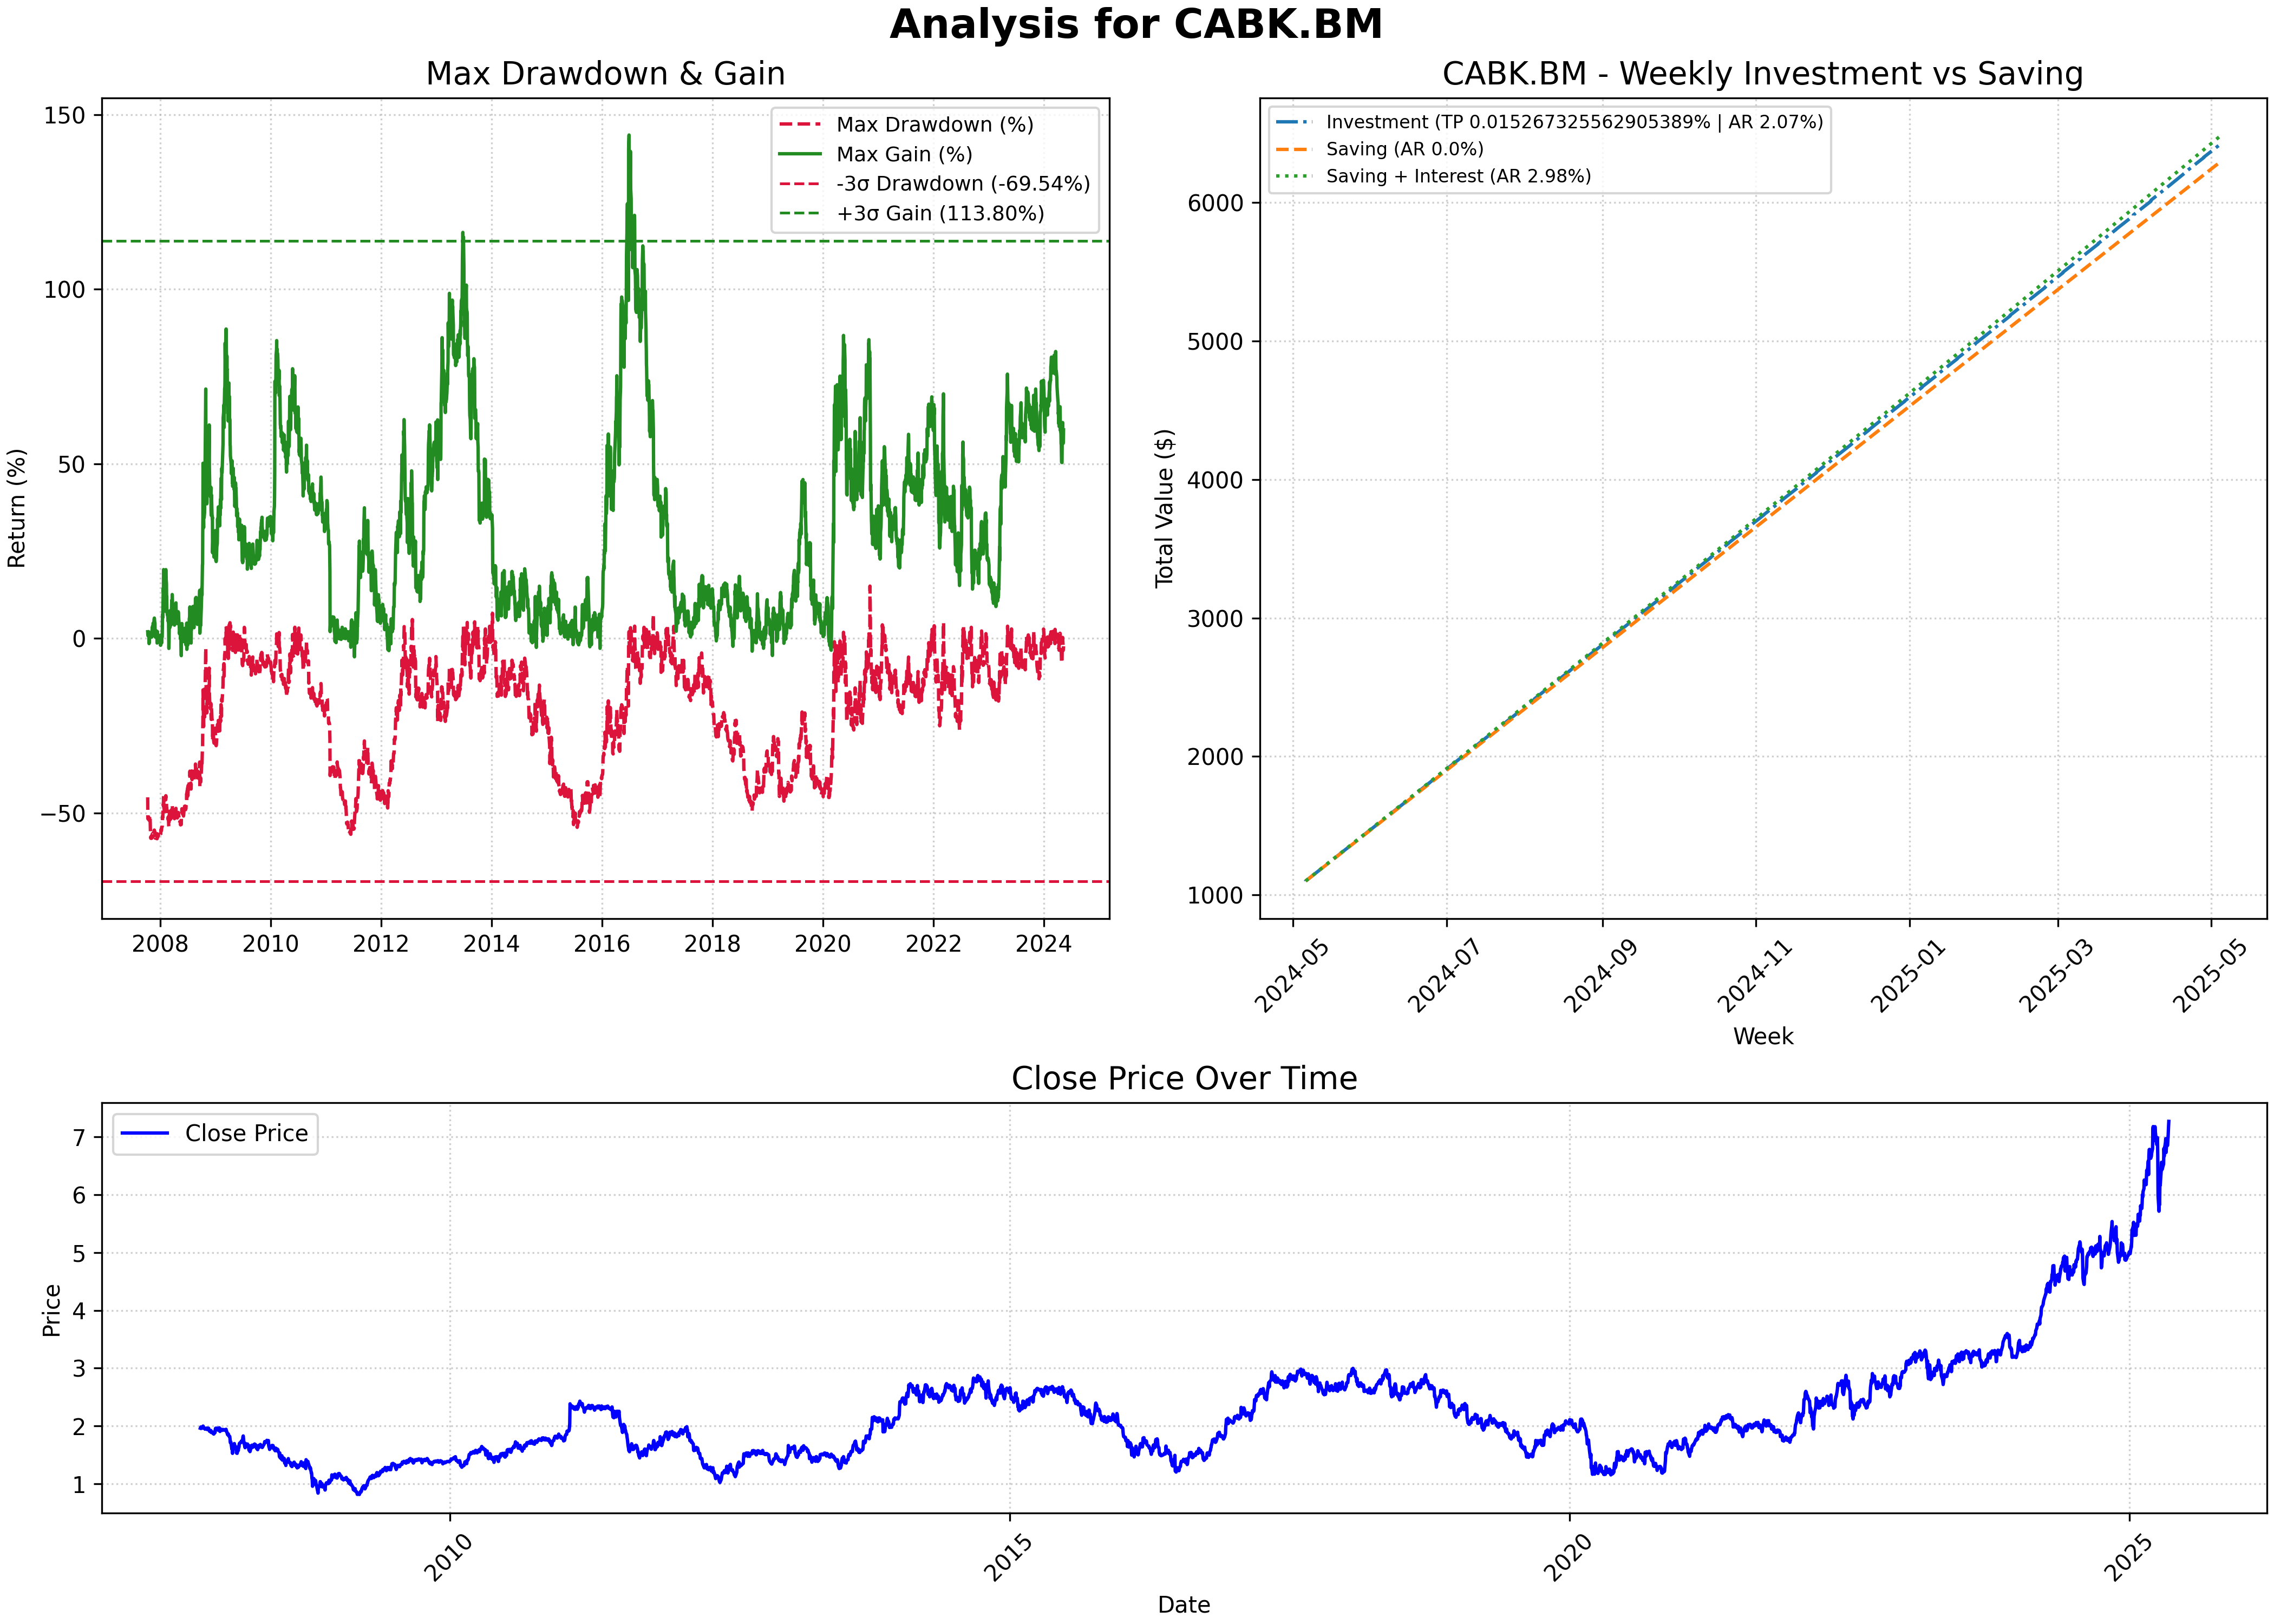 Analysis for CABK.BM
Max Drawdown & Gain
Return (%)
150
100
50
0
−50
2008
2010
2012
2014
2016
2018
2020
2022
2024
Max Drawdown (%)
Max Gain (%)
-3σ Drawdown (-69.54%)
+3σ Gain (113.80%)
CABK.BM - Weekly Investment vs Saving
Total Value ($)
6000
5000
4000
3000
2000
1000
2024-05
2024-07
2024-09
2024-11
2025-01
2025-03
2025-05
Week
Investment (TP 0.015267325562905389% | AR 2.07%)
Saving (AR 0.0%)
Saving + Interest (AR 2.98%)
Close Price Over Time
Price
7
6
5
4
3
2
1
2010
2015
2020
2025
Date
Close Price